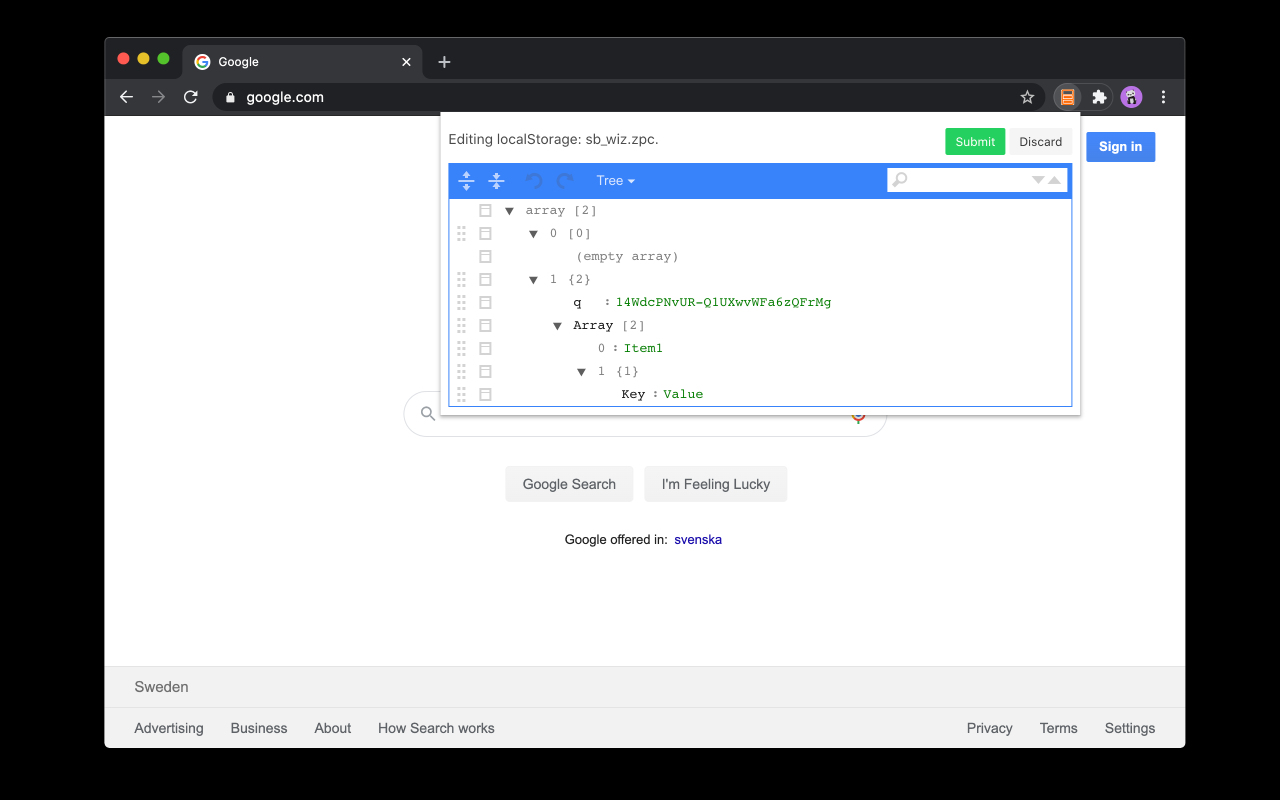 Google
google.com
Editing localStorage: sb_wiz.zpc.
Submit
Discard
Sign in
Tree
array [2]
0 [0]
(empty array)
1 {2}
q : 14WdcPNvUR-Q1UXwvWFa6zQFrMg
Array [2]
0 : Item1
1 {1}
Key : Value
Google Search
I'm Feeling Lucky
Google offered in: svenska
Sweden
Advertising Business About How Search works Privacy Terms Settings